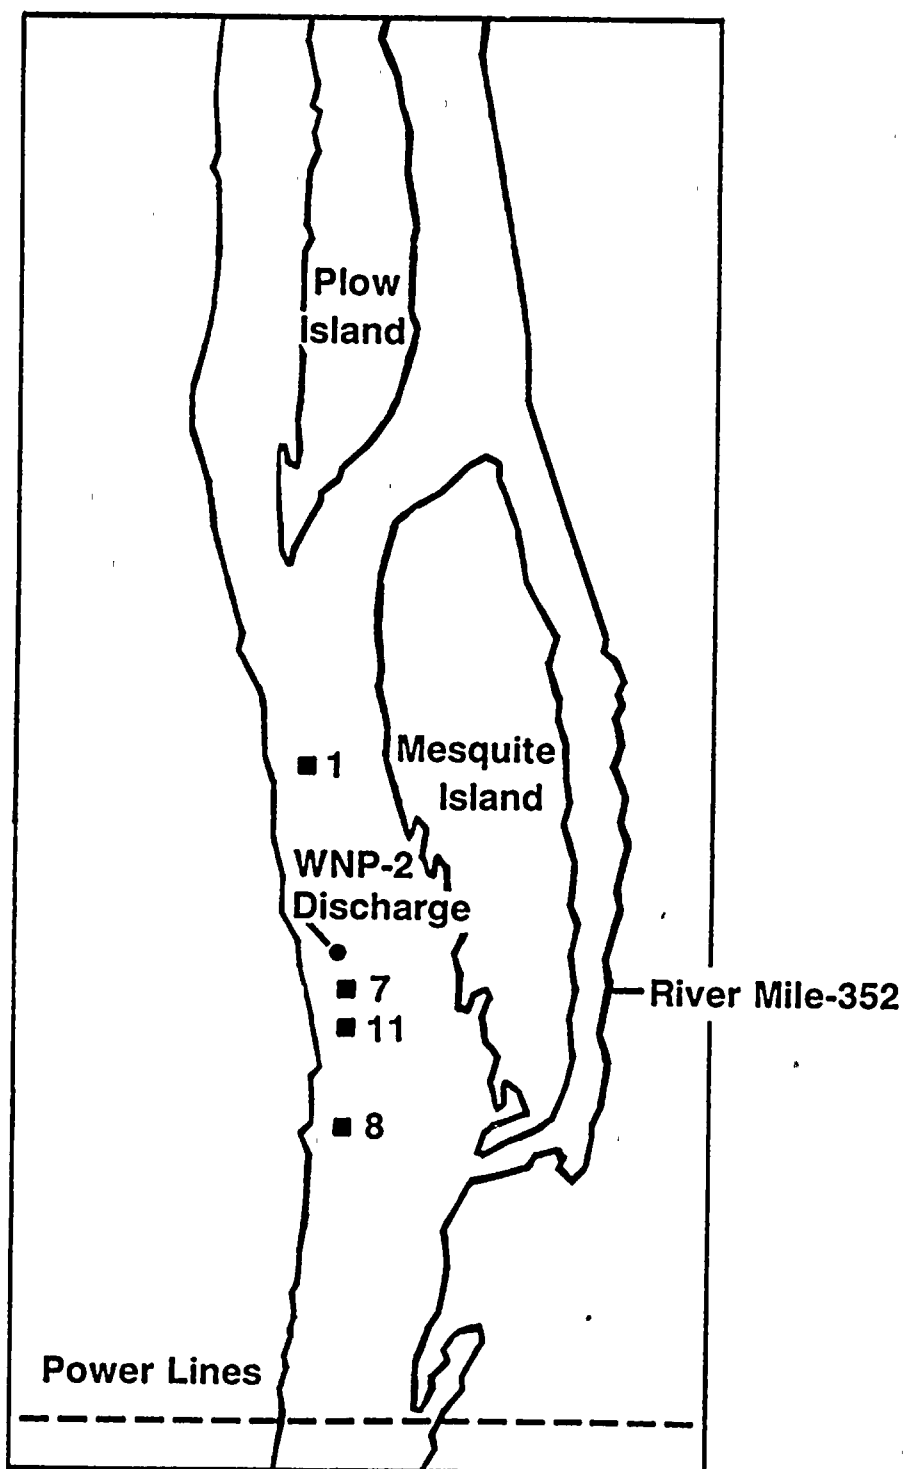 Plow
Island
1
Mesquite
Island
WNP-2
Discharge
7
River Mile-352
11
8
Power Lines